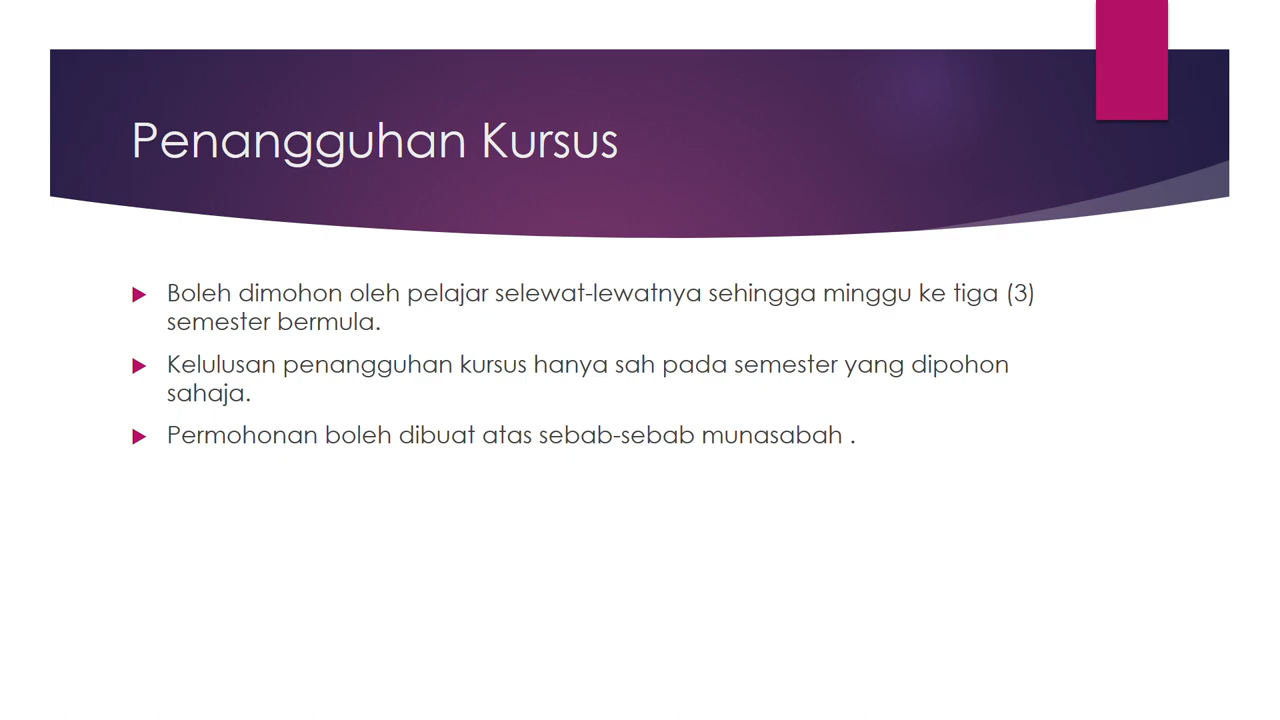 Penangguhan Kursus
Boleh dimohon oleh pelajar selewat-lewatnya sehingga minggu ke tiga (3)
semester bermula.
Kelulusan penangguhan kursus hanya sah pada semester yang dipohon
sahaja.
Permohonan boleh dibuat atas sebab-sebab munasabah .